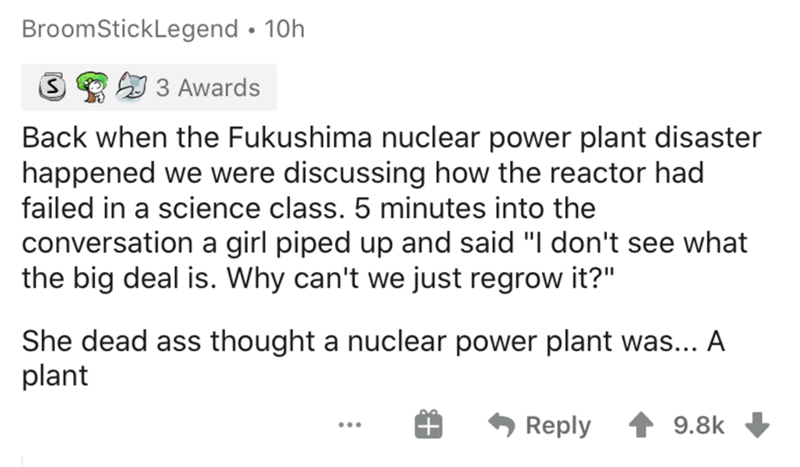 BroomStickLegend • 10h
S 3 Awards
Back when the Fukushima nuclear power plant disaster
happened we were discussing how the reactor had
failed in a science class. 5 minutes into the
conversation a girl piped up and said "I don't see what
the big deal is. Why can't we just regrow it?"
She dead ass thought a nuclear power plant was... A
plant
Reply 9.8k